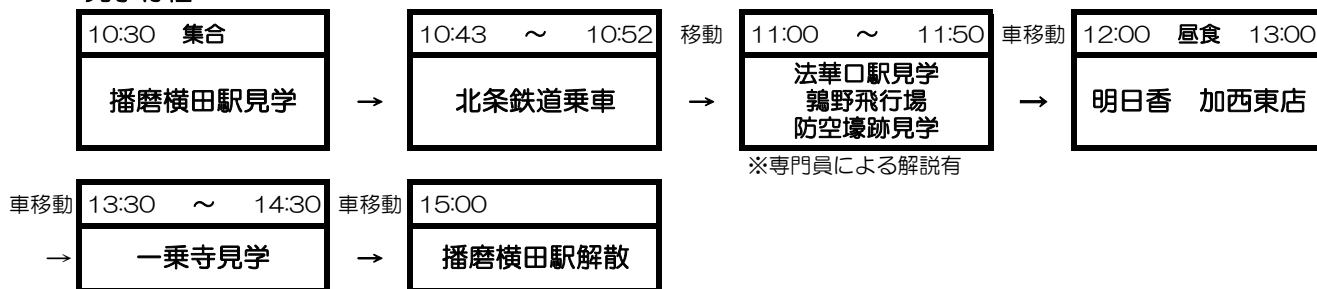 10:30 集合
播磨横田駅見学
→
10:43 ～ 10:52
北条鉄道乗車
移動
→
11:00 ～ 11:50
法華口駅見学
鶉野飛行場
防空壕跡見学
※専門員による解説有
車移動
→
12:00 昼食 13:00
明日香 加西東店
車移動
→
13:30 ～ 14:30
一乗寺見学
車移動
→
15:00
播磨横田駅解散